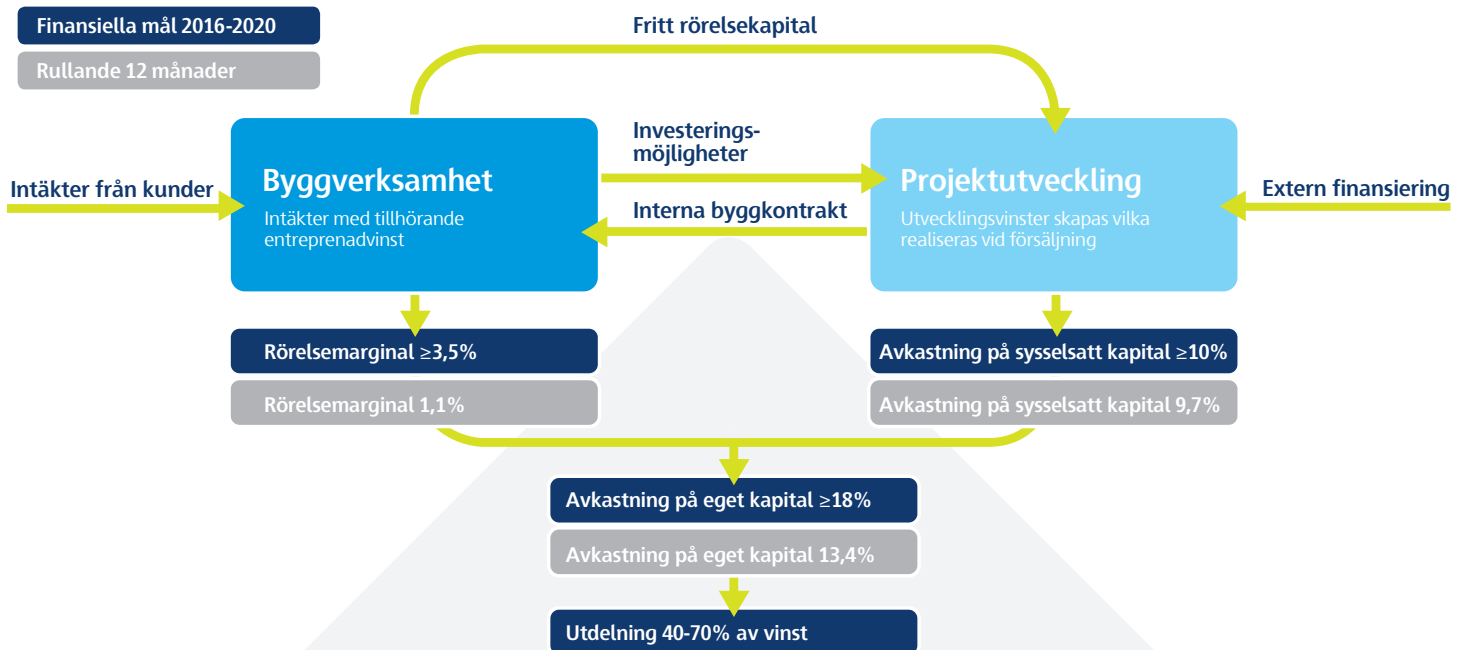 Finansiella mål 2016-2020
Rullande 12 månader
Fritt rörelsekapital
Intäkter från kunder
Byggverksamhet
Intäkter med tillhörande
entreprenadvinst
Investerings-
möjligheter
Interna byggkontrakt
Projektutveckling
Utvecklingsvinster skapas vilka
realiseras vid försäljning
Extern finansiering
Rörelsemarginal ≥3,5%
Rörelsemarginal 1,1%
Avkastning på sysselsatt kapital ≥10%
Avkastning på sysselsatt kapital 9,7%
Avkastning på eget kapital ≥18%
Avkastning på eget kapital 13,4%
Utdelning 40-70% av vinst